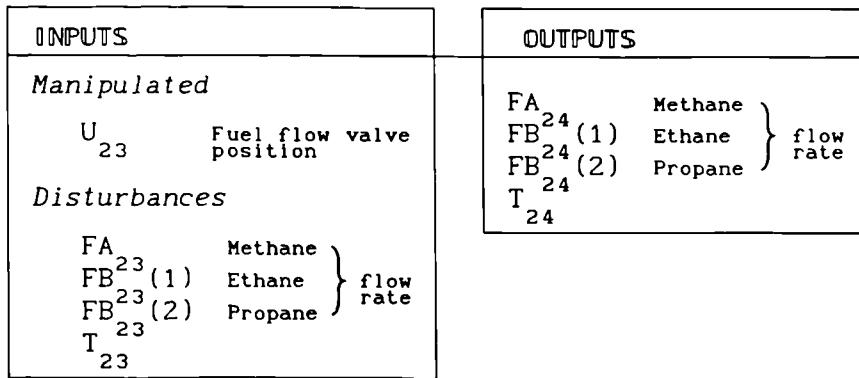 INPUTS
Manipulated
U23 Fuel flow valve
position
Disturbances
FA23 Methane
FB23(1) Ethane
FB23(2) Propane
flow
rate
T23
OUTPUTS
FA24 Methane
FB24(1) Ethane
FB24(2) Propane
flow
rate
T24